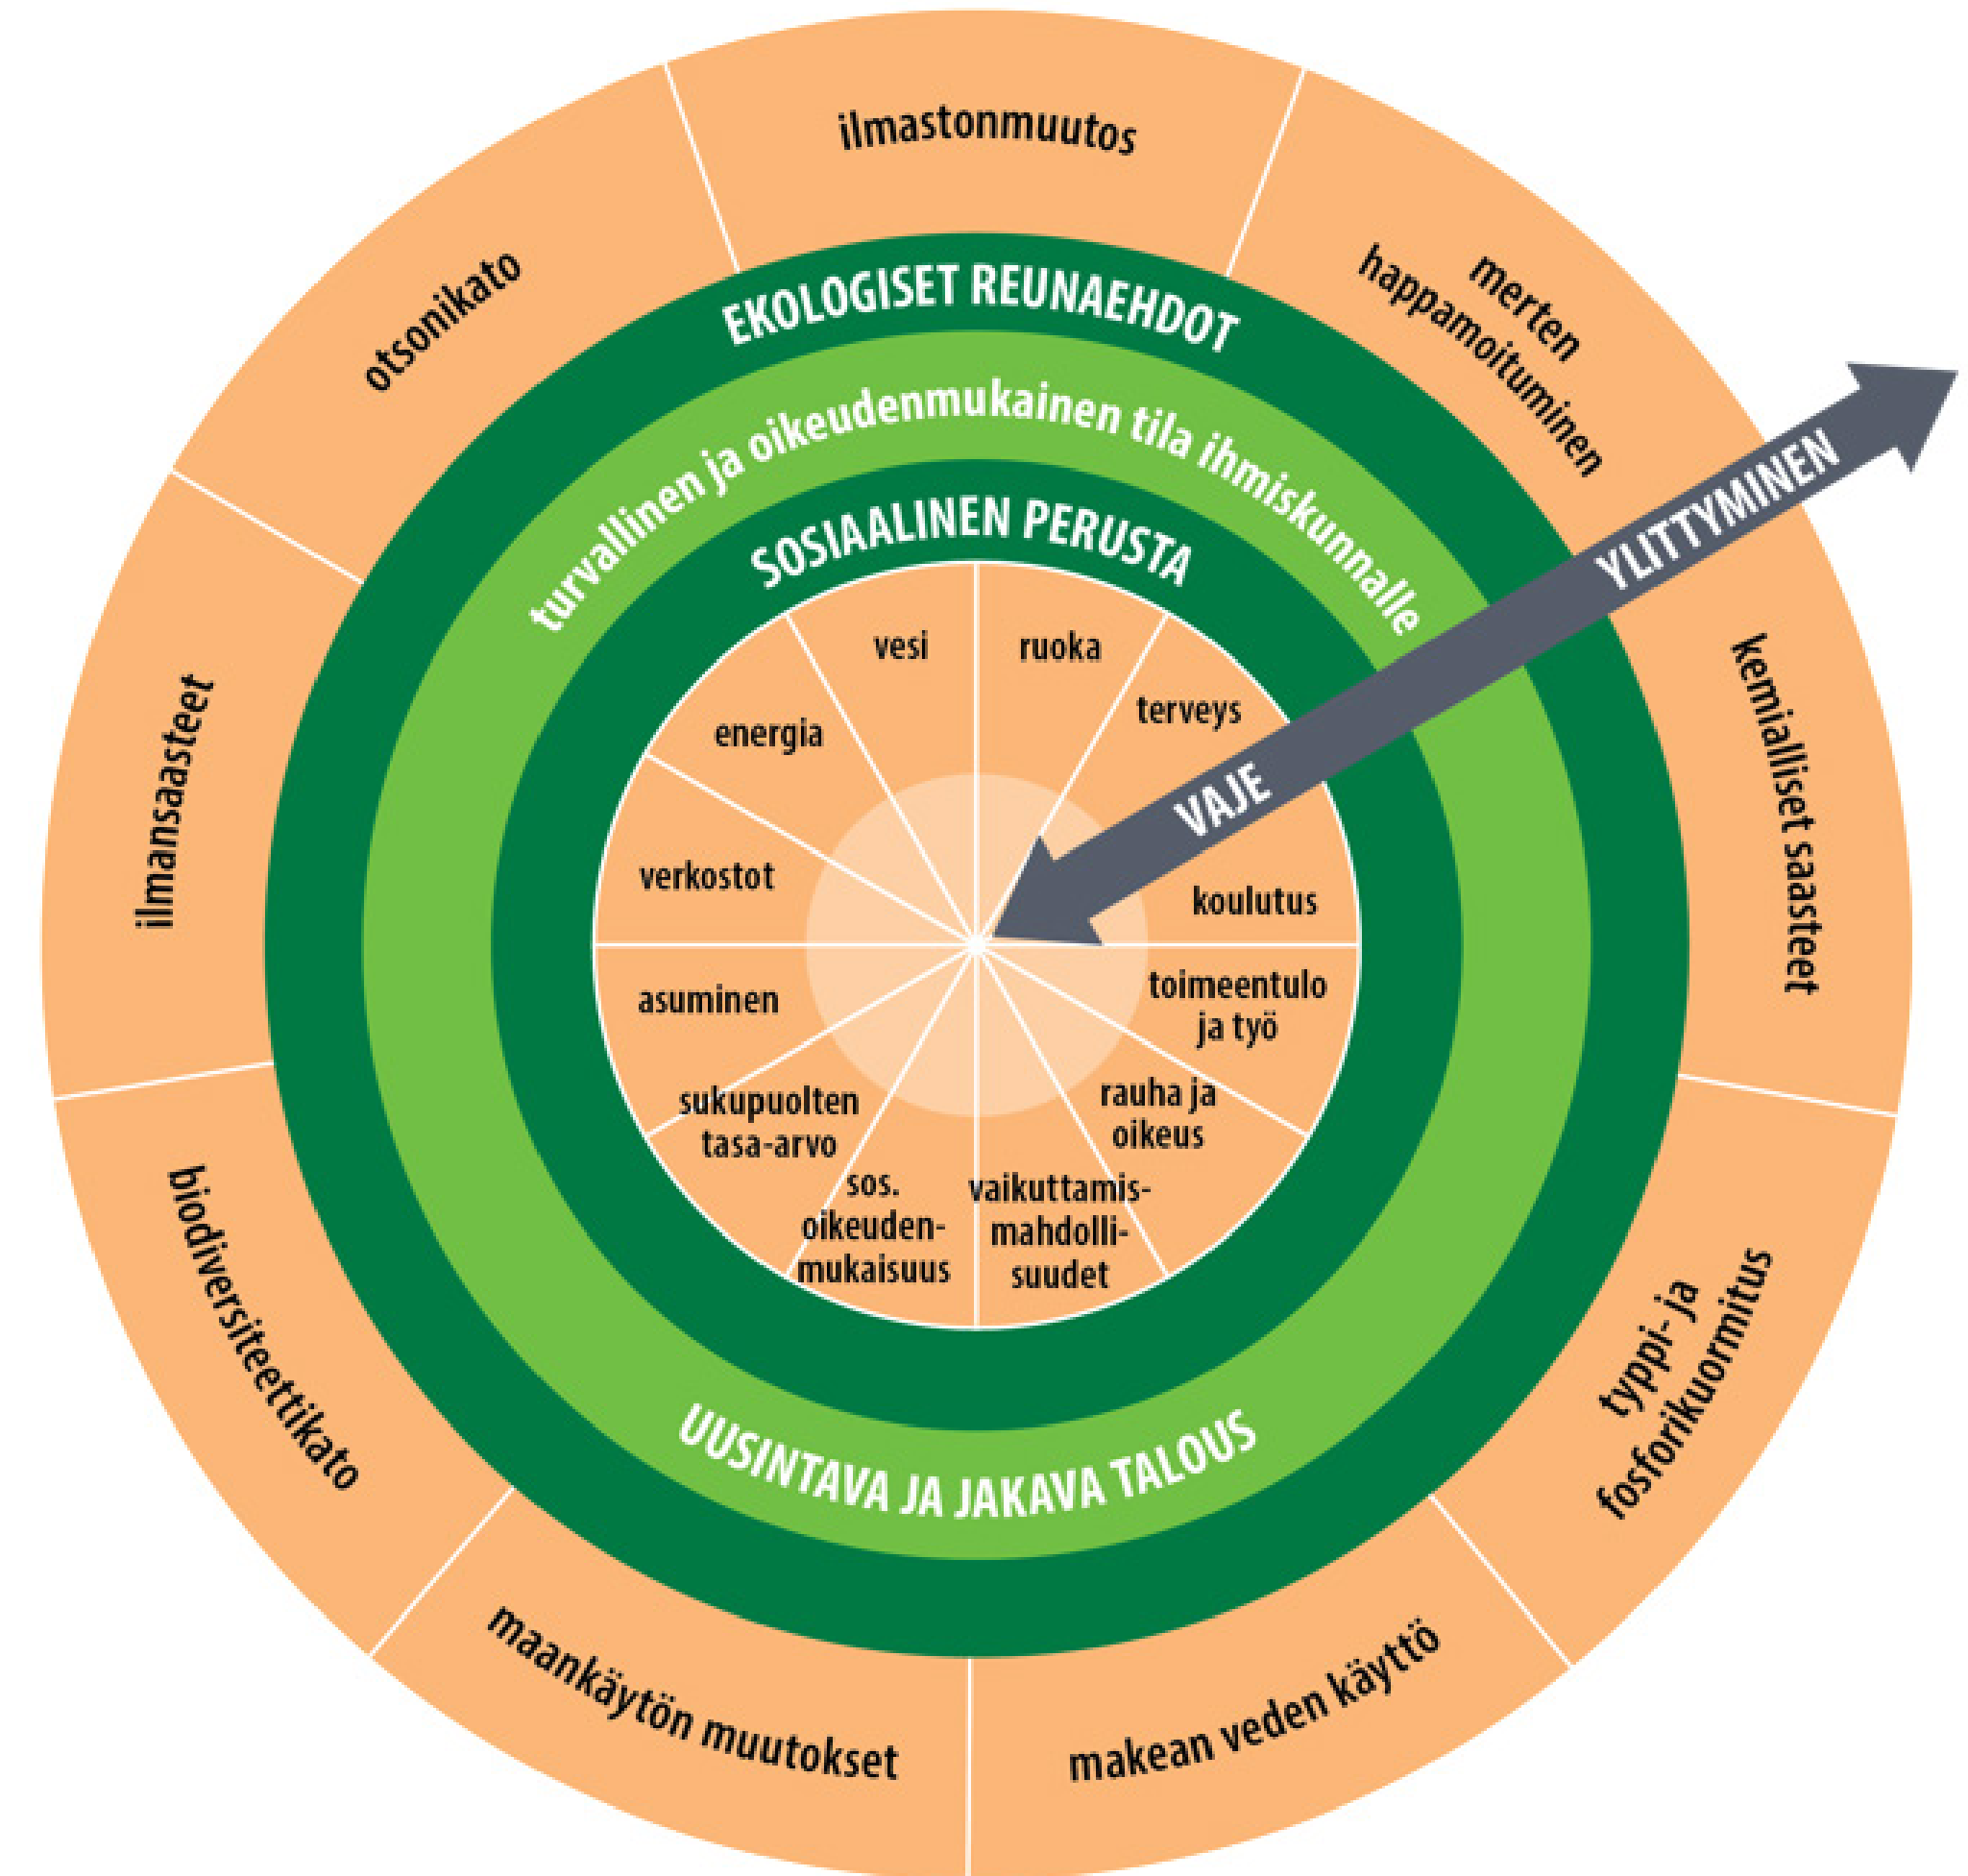 ilmastonmuutos
merten
happamoituminen
kemialliset saasteet
typpi- ja
fosforikuormitus
makean veden käyttö
maankäytön muutokset
biodiversiteettikato
ilmansaasteet
otsonikato
EKOLOGISET REUNAEHDOT
turvallinen ja oikeudenmukainen tila ihmiskunnalle
SOSIAALINEN PERUSTA
YLITTYMINEN
VAJE
vesi
ruoka
terveys
koulutus
toimeentulo
ja työ
rauha ja
oikeus
vaikuttamis-
mahdolli-
suudet
sos.
oikeuden-
mukaisuus
sukupuolten
tasa-arvo
asuminen
verkostot
energia
UUSINTAVA JA JAKAVA TALOUS